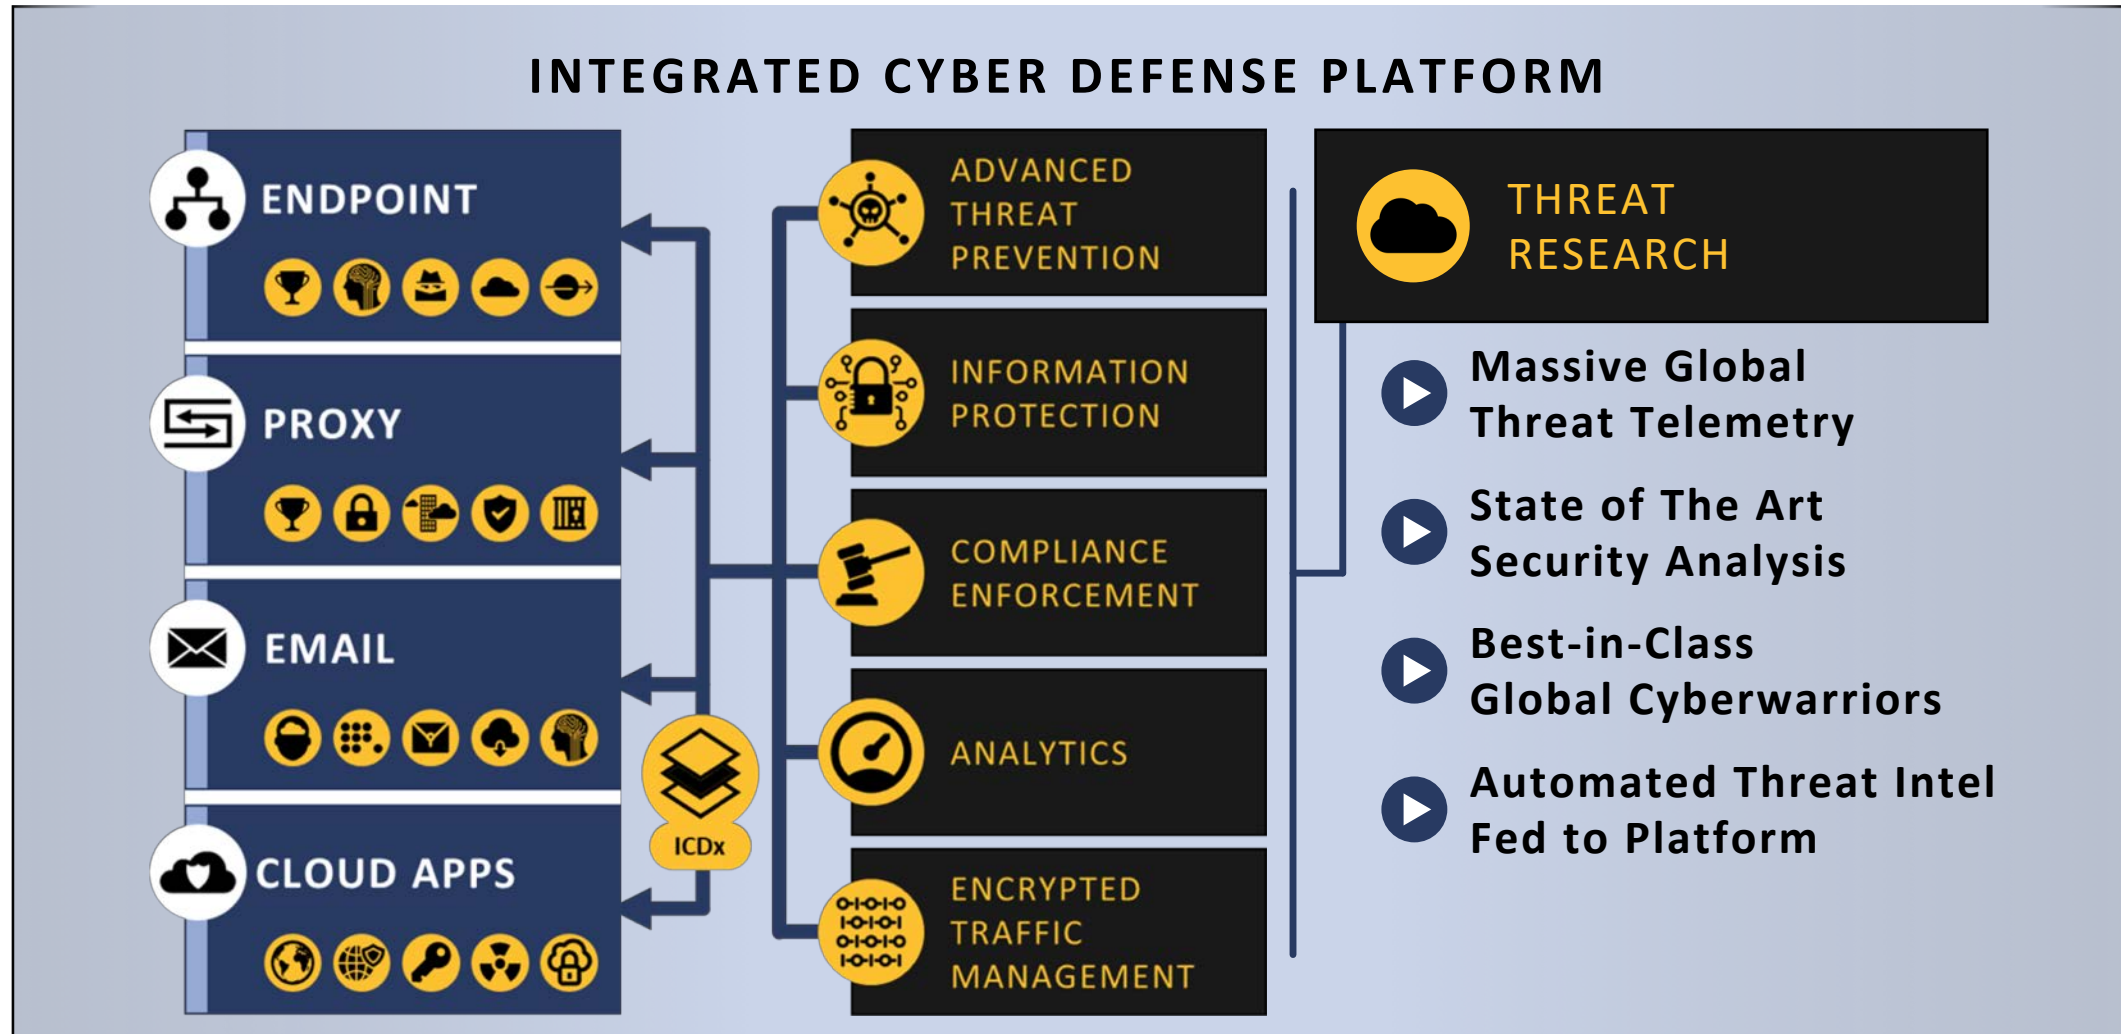 INTEGRATED CYBER DEFENSE PLATFORM
ENDPOINT
PROXY
EMAIL
CLOUD APPS
ICDx
ADVANCED
THREAT
PREVENTION
INFORMATION
PROTECTION
COMPLIANCE
ENFORCEMENT
ANALYTICS
ENCRYPTED
TRAFFIC
MANAGEMENT
THREAT
RESEARCH
Massive Global
Threat Telemetry
State of The Art
Security Analysis
Best-in-Class
Global Cyberwarriors
Automated Threat Intel
Fed to Platform